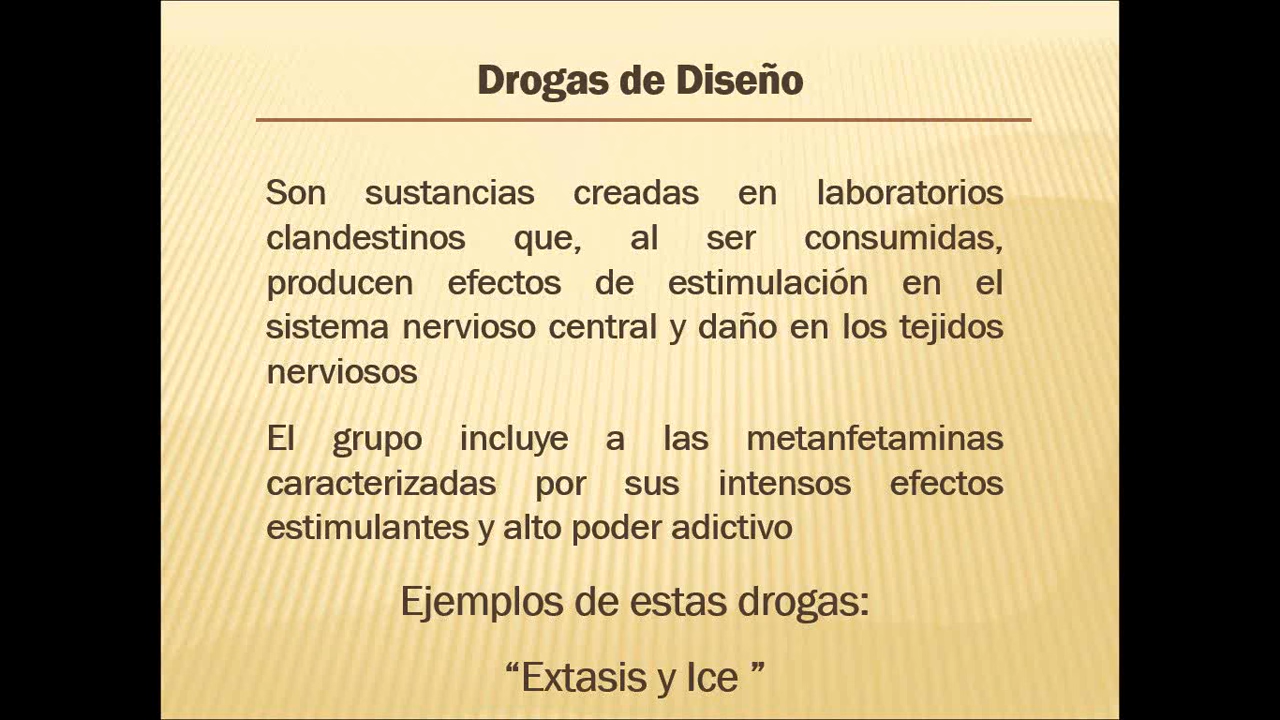 Drogas de Diseño
Son sustancias creadas en laboratorios
clandestinos que, al ser consumidas,
producen efectos de estimulación en el
sistema nervioso central y daño en los tejidos
nerviosos
El grupo incluye a las metanfetaminas
caracterizadas por sus intensos efectos
estimulantes y alto poder adictivo
Ejemplos de estas drogas:
“Extasis y Ice ”